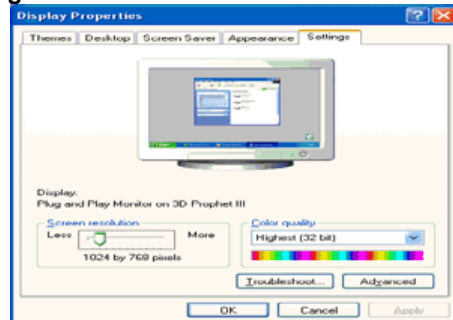 Display Properties
Themes Desktop Screen Saver Appearance Settings
Display:
Plug and Play Monitor on 3D Prophet III
Screen resolution
Less More
1024 by 768 pixels
Color quality
Highest (32 bit)
Troubleshoot... Advanced
OK Cancel Apply